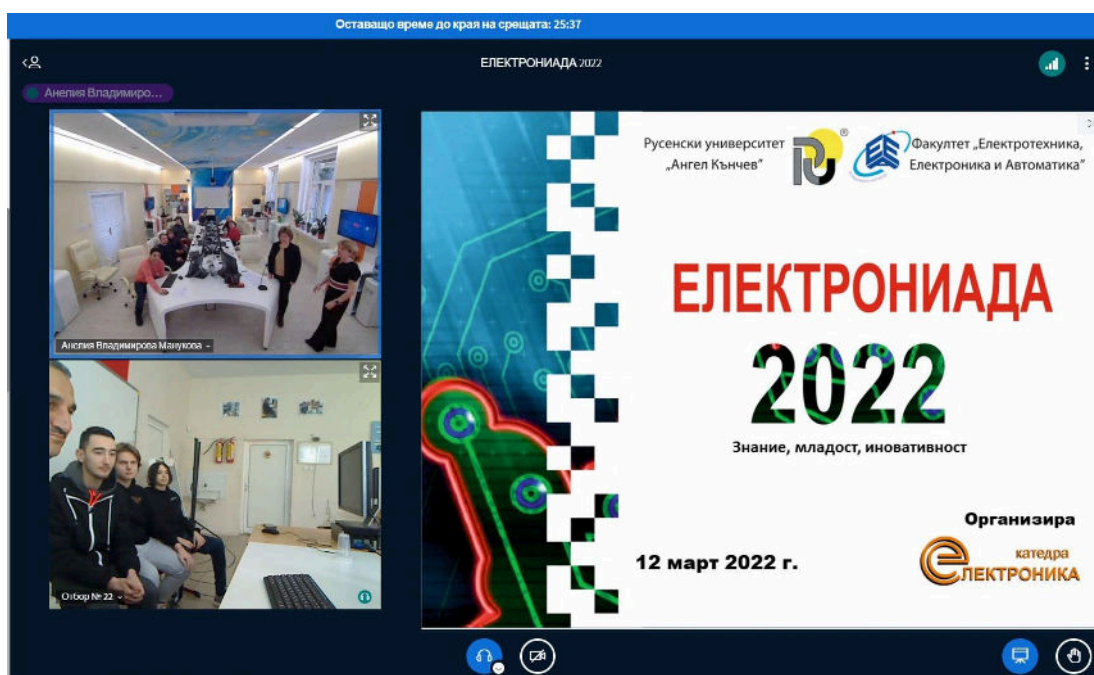 Оставащо време до края на срещата: 25:37
ЕЛЕКТРОНИАДА 2022
Анелия Владимиро...
Анелия Владимирова Манукова
Отбор № 22
Русенски университет
„Ангел Кънчев"
РУ
®
Факултет „Електротехника,
Електроника и Автоматика"
ЕЛЕКТРОНИАДА
2022
Знание, младост, иновативност
Организира
12 март 2022 г.
катедра
еЛЕКТРОНИКА